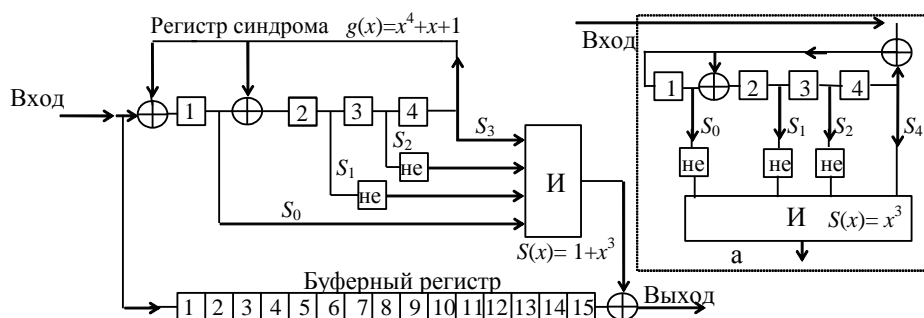 Регистр синдрома g(x)=x⁴+x+1
Вход
1 2 3 4
S₃
S₂
S₁
S₀
не
не
И
S(x)= 1+x³
Буферный регистр
1 2 3 4 5 6 7 8 9 10 11 12 13 14 15
Выход
Вход
1 2 3 4
S₀ S₁ S₂ S₄
не не не
И S(x)= x³
а